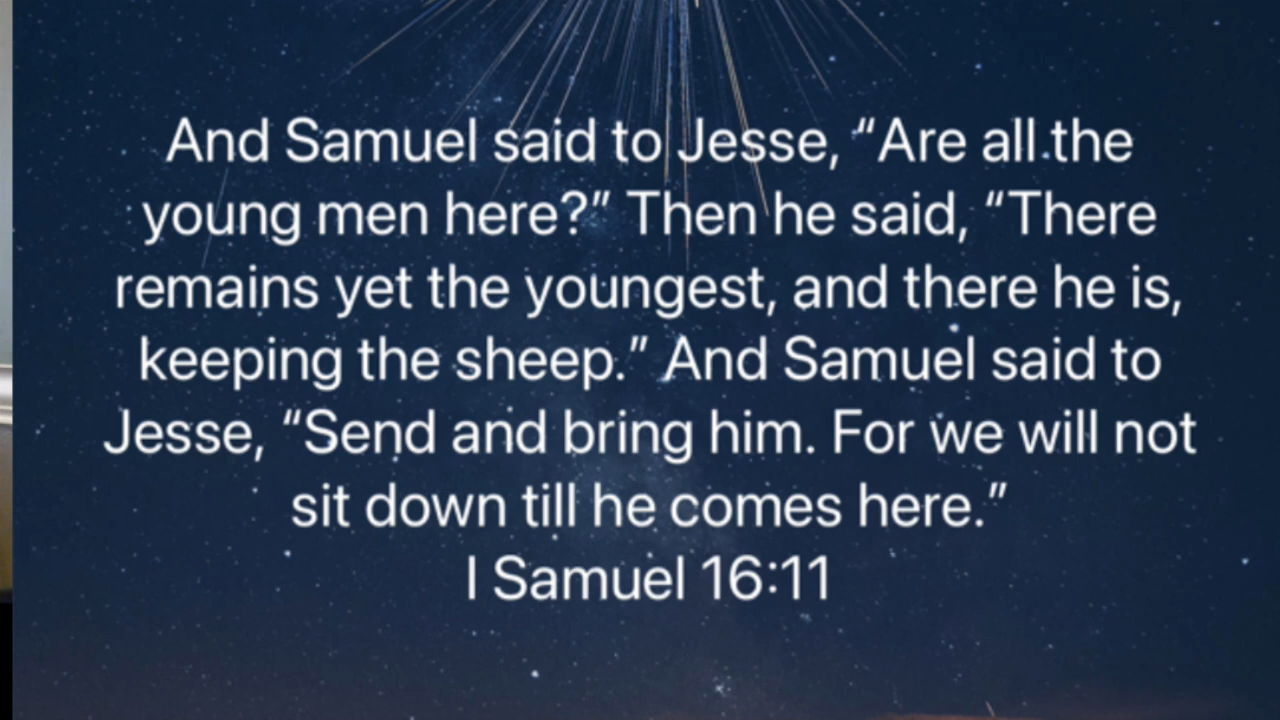 And Samuel said to Jesse, “Are all the
young men here?” Then he said, “There
remains yet the youngest, and there he is,
keeping the sheep.” And Samuel said to
Jesse, “Send and bring him. For we will not
sit down till he comes here.”
I Samuel 16:11